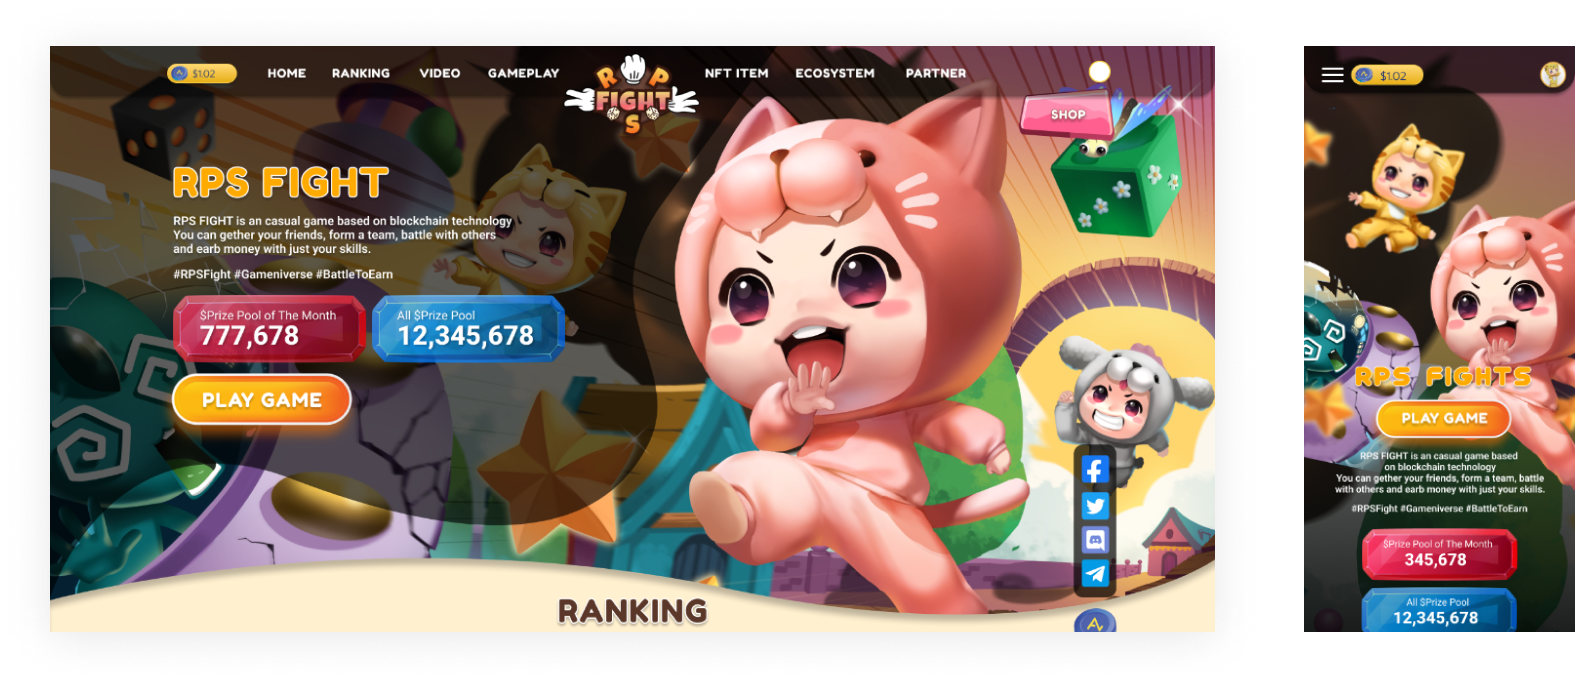 $1.02
HOME RANKING VIDEO GAMEPLAY
R P
FIGHT
S
NFT ITEM ECOSYSTEM PARTNER
SHOP
RPS FIGHT
RPS FIGHT is an casual game based on blockchain technology
You can gether your friends, form a team, battle with others
and earb money with just your skills.
#RPSFight #Gameniverse #BattleToEarn
$Prize Pool of The Month
777,678
All $Prize Pool
12,345,678
PLAY GAME
RANKING
$1.02
RPS FIGHTS
PLAY GAME
RPS FIGHT is an casual game based
on blockchain technology
You can gether your friends, form a team, battle
with others and earb money with just your skills.
#RPSFight #Gameniverse #BattleToEarn
$Prize Pool of The Month
345,678
All $Prize Pool
12,345,678